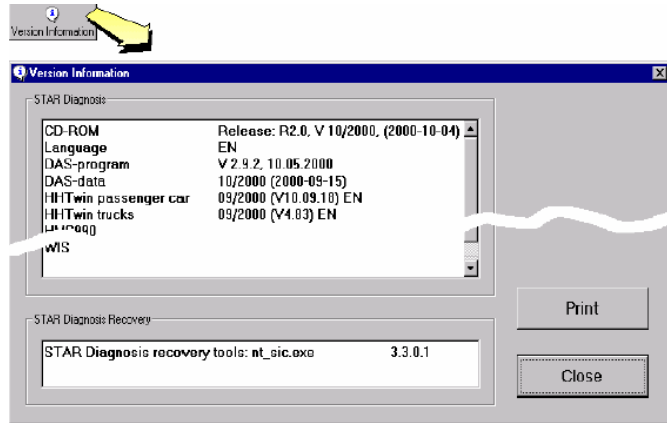 Version Information
Version Information
STAR Diagnosis
CD-ROM Release: R2.0, V 10/2000, (2000-10-04)
Language EN
DAS-program V 2.9.2, 10.05.2000
DAS-data 10/2000 (2000-09-15)
HHTwin passenger car 09/2000 (V10.09.18) EN
HHTwin trucks 09/2000 (V4.83) EN
WIS
Print
STAR Diagnosis Recovery
STAR Diagnosis recovery tools: nt_sic.exe 3.3.0.1
Close